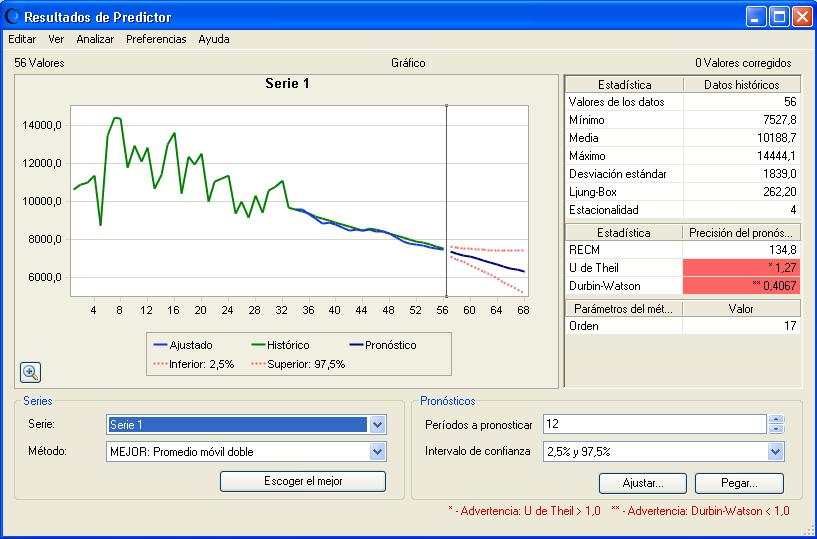 Resultados de Predictor
Editar Ver Analizar Preferencias Ayuda
56 Valores Gráfico 0 Valores corregidos
Serie 1
14000,0
12000,0
10000,0
8000,0
6000,0
4 8 12 16 20 24 28 32 36 40 44 48 52 56 60 64 68
Ajustado Histórico Pronóstico
Inferior: 2,5% Superior: 97,5%
Estadística Datos históricos
Valores de los datos 56
Mínimo 7527,8
Media 10188,7
Máximo 14444,1
Desviación estándar 1839,0
Ljung-Box 262,20
Estacionalidad 4
Estadística Precisión del pronós...
RECM 134,8
U de Theil * 1,27
Durbin-Watson ** 0,4067
Parámetros del mét... Valor
Orden 17
Series
Serie: Serie 1
Método: MEJOR: Promedio móvil doble
Escoger el mejor
Pronósticos
Períodos a pronosticar 12
Intervalo de confianza 2,5% y 97,5%
Ajustar... Pegar...
* - Advertencia: U de Theil > 1,0 ** - Advertencia: Durbin-Watson < 1,0